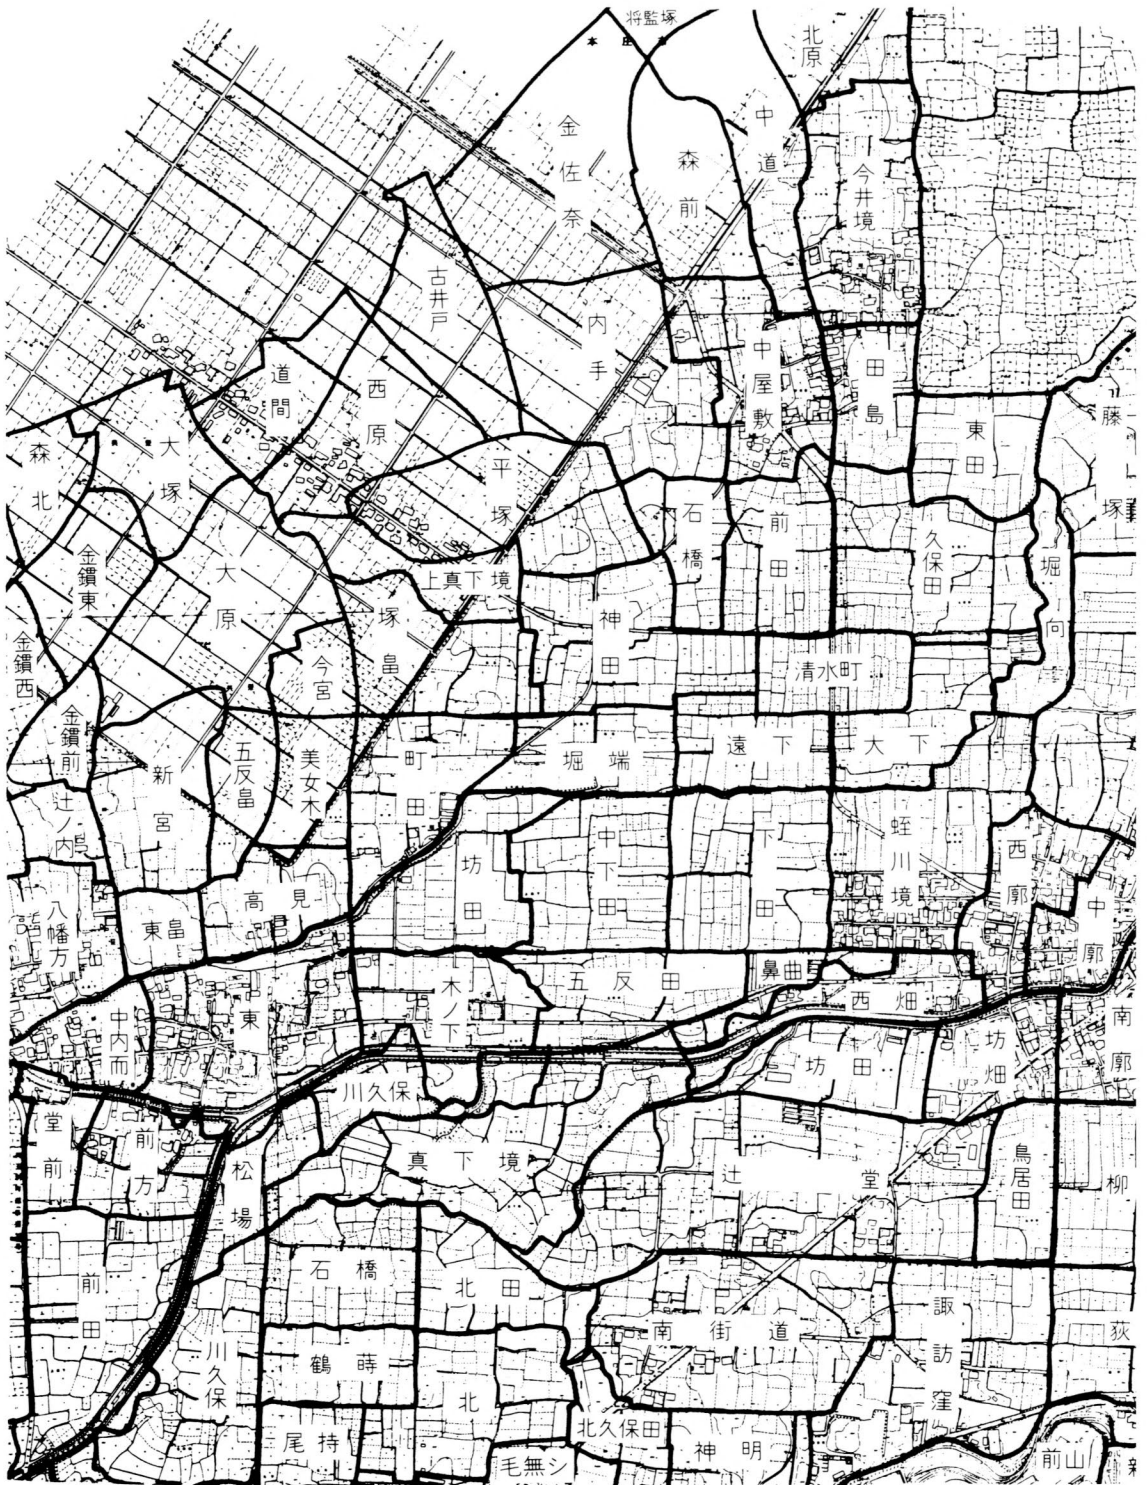 将監塚
本庄市
北原
金佐奈
森前
中道
今井境
古井戸
内手
中屋敷
田島
道間
西原
東田
藤塚
森北
大塚
平塚
石橋
前田
久保田
堀向
金鑚東
大原
上真下境
神田
塚畠
今宮
清水町
金鑚西
金鑚前
新宮
五反畠
美女木
町田
堀端
遠下
大下
辻ノ内
坊田
中下田
下田
蛭川境
西廓
中廓
八幡方
東畠
高見
木ノ下
五反田
鼻曲
西畑
中内而
東
坊田
坊畑
南廓
川久保
堂前
前方
松場
真下境
辻堂
鳥居田
柳
前田
石橋
北田
南街道
諏訪窪
荻
川久保
鶴蒔
北
尾持
北久保田
毛無シ
神明
前山